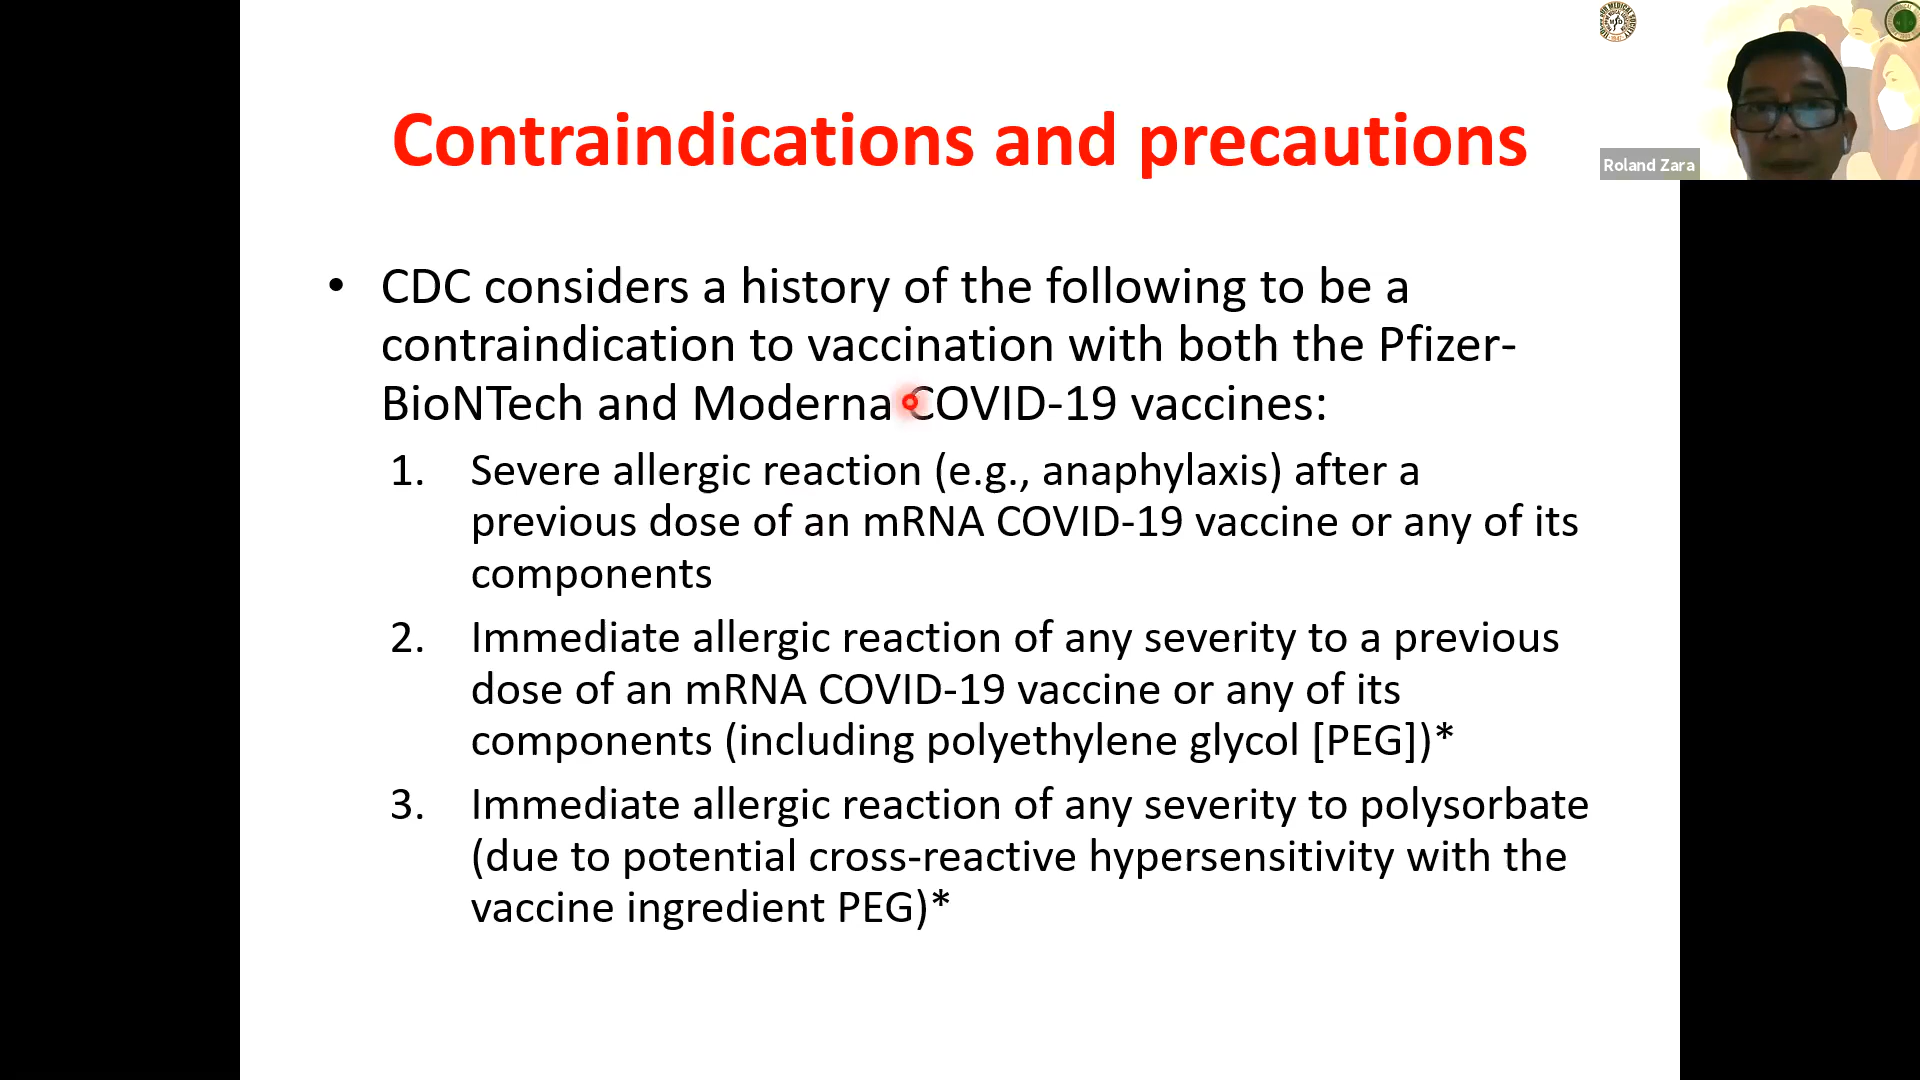 Contraindications and precautions
Roland Zara
• CDC considers a history of the following to be a
contraindication to vaccination with both the Pfizer-
BioNTech and Moderna COVID-19 vaccines:
1. Severe allergic reaction (e.g., anaphylaxis) after a
previous dose of an mRNA COVID-19 vaccine or any of its
components
2. Immediate allergic reaction of any severity to a previous
dose of an mRNA COVID-19 vaccine or any of its
components (including polyethylene glycol [PEG])*
3. Immediate allergic reaction of any severity to polysorbate
(due to potential cross-reactive hypersensitivity with the
vaccine ingredient PEG)*